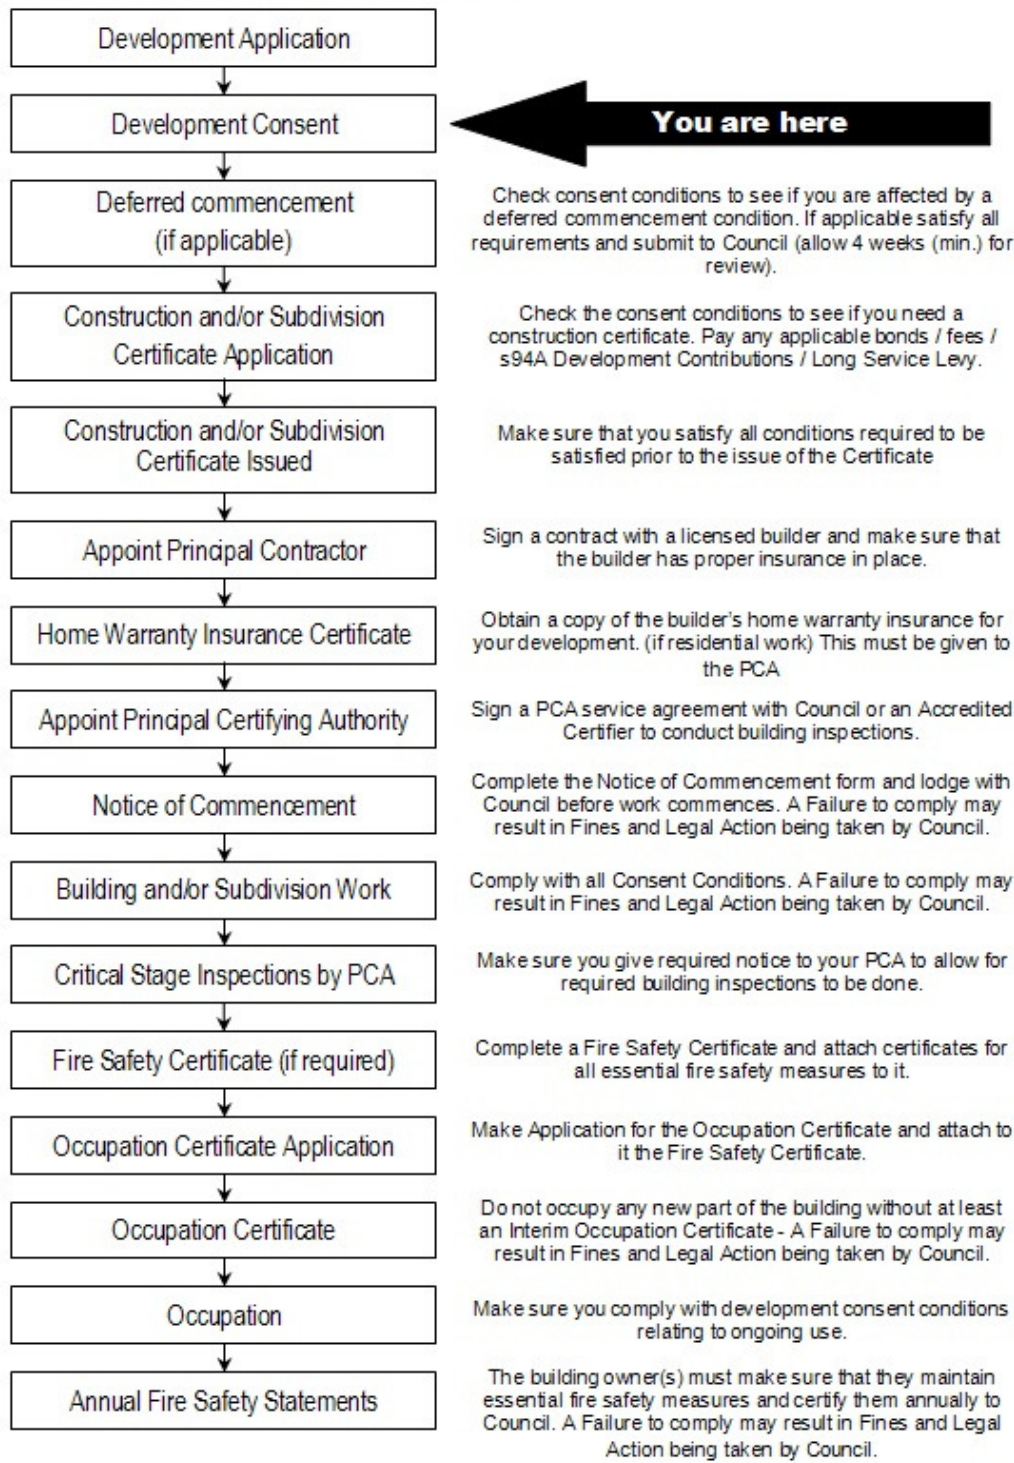 Development Application
Development Consent
You are here
Deferred commencement
(if applicable)
Check consent conditions to see if you are affected by a
deferred commencement condition. If applicable satisfy all
requirements and submit to Council (allow 4 weeks (min.) for
review).
Construction and/or Subdivision
Certificate Application
Check the consent conditions to see if you need a
construction certificate. Pay any applicable bonds / fees /
s94A Development Contributions / Long Service Levy.
Construction and/or Subdivision
Certificate Issued
Make sure that you satisfy all conditions required to be
satisfied prior to the issue of the Certificate
Appoint Principal Contractor
Sign a contract with a licensed builder and make sure that
the builder has proper insurance in place.
Home Warranty Insurance Certificate
Obtain a copy of the builder's home warranty insurance for
your development. (if residential work) This must be given to
the PCA
Appoint Principal Certifying Authority
Sign a PCA service agreement with Council or an Accredited
Certifier to conduct building inspections.
Notice of Commencement
Complete the Notice of Commencement form and lodge with
Council before work commences. A Failure to comply may
result in Fines and Legal Action being taken by Council.
Building and/or Subdivision Work
Comply with all Consent Conditions. A Failure to comply may
result in Fines and Legal Action being taken by Council.
Critical Stage Inspections by PCA
Make sure you give required notice to your PCA to allow for
required building inspections to be done.
Fire Safety Certificate (if required)
Complete a Fire Safety Certificate and attach certificates for
all essential fire safety measures to it.
Occupation Certificate Application
Make Application for the Occupation Certificate and attach to
it the Fire Safety Certificate.
Occupation Certificate
Do not occupy any new part of the building without at least
an Interim Occupation Certificate - A Failure to comply may
result in Fines and Legal Action being taken by Council.
Occupation
Make sure you comply with development consent conditions
relating to ongoing use.
Annual Fire Safety Statements
The building owner(s) must make sure that they maintain
essential fire safety measures and certify them annually to
Council. A Failure to comply may result in Fines and Legal
Action being taken by Council.